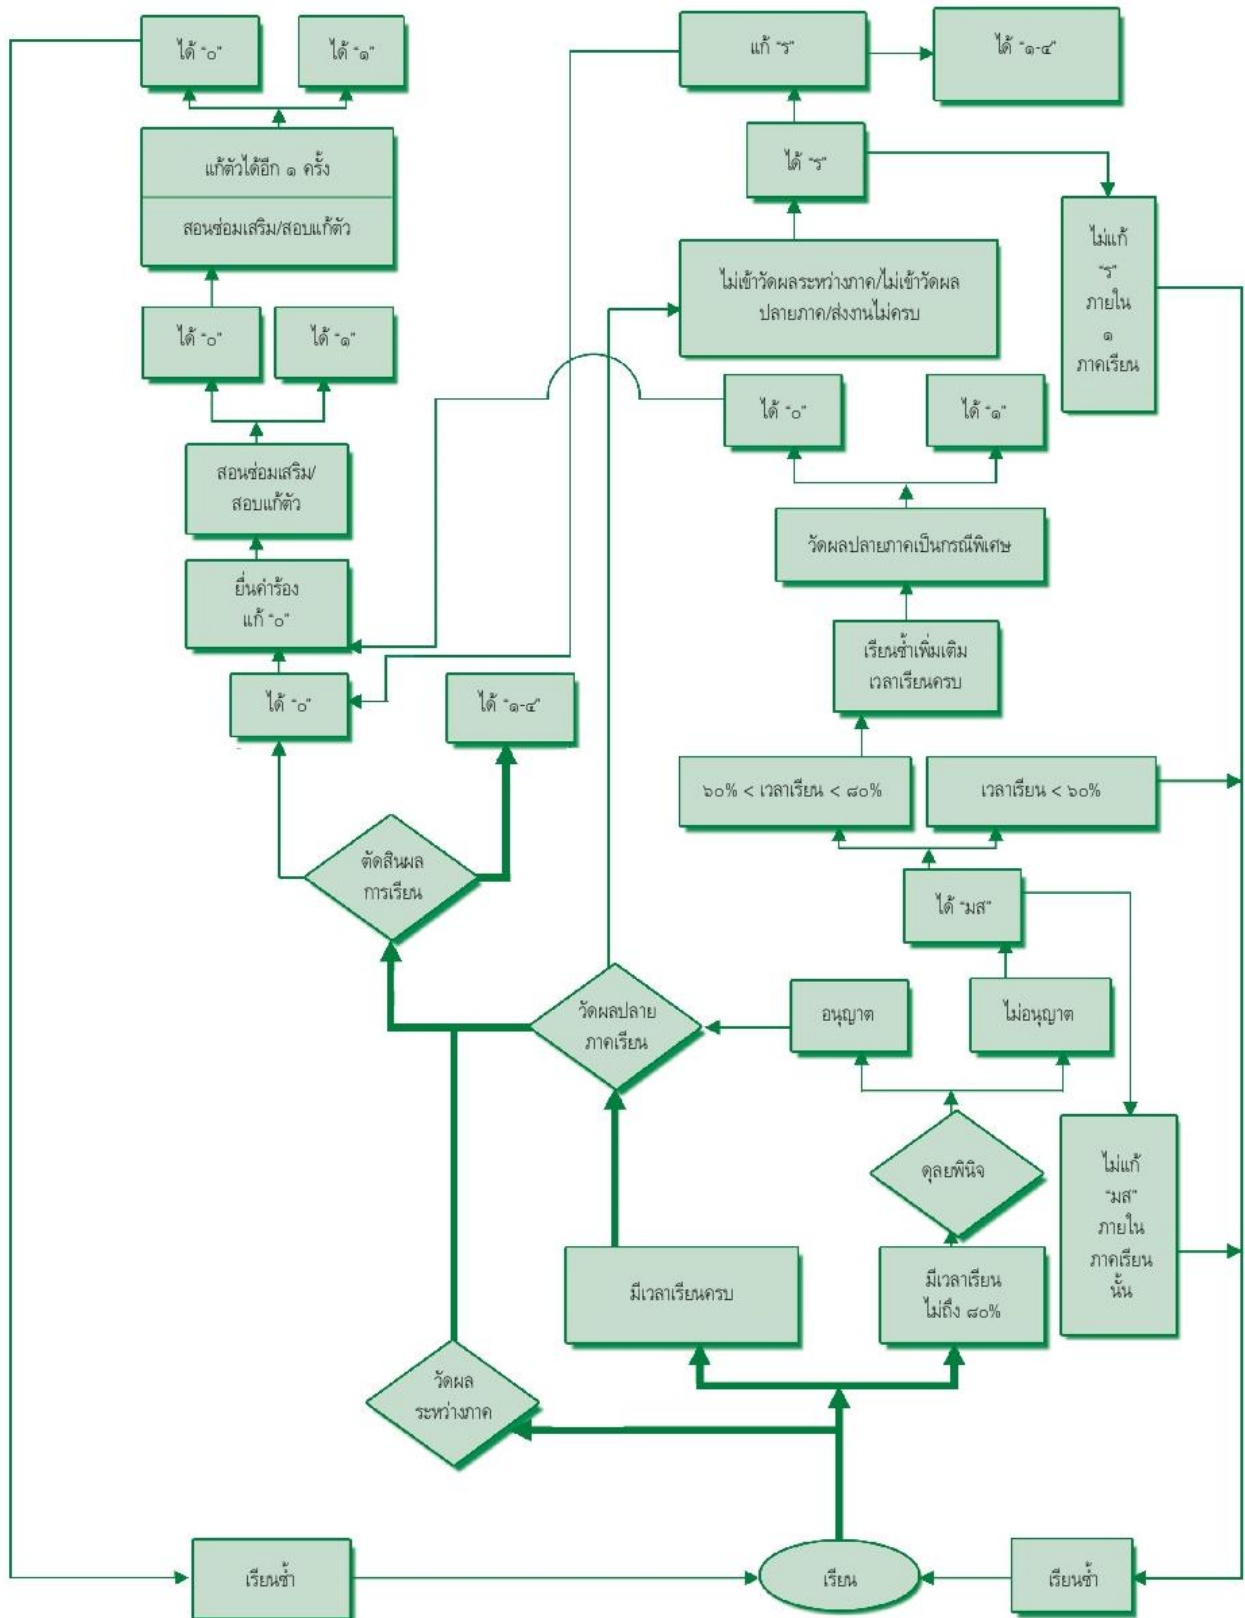 ได้ “๐”
ได้ “๑”
แก้ “ร”
ได้ “๑-๔”
แก้ตัวได้อีก ๑ ครั้ง
สอนซ่อมเสริม/สอบแก้ตัว
ได้ “ร”
ไม่แก้
“ร”
ภายใน
๑
ภาคเรียน
ไม่เข้าวัดผลระหว่างภาค/ไม่เข้าวัดผล
ปลายภาค/ส่งงานไม่ครบ
ได้ “๐”
ได้ “๑”
ได้ “๐”
ได้ “๑”
สอนซ่อมเสริม/
สอบแก้ตัว
วัดผลปลายภาคเป็นกรณีพิเศษ
ยื่นคำร้อง
แก้ “๐”
เรียนซ้ำเพิ่มเติม
เวลาเรียนครบ
ได้ “๐”
ได้ “๑-๔”
๖๐% < เวลาเรียน < ๘๐%
เวลาเรียน < ๖๐%
ตัดสินผล
การเรียน
ได้ “มส”
วัดผลปลาย
ภาคเรียน
อนุญาต
ไม่อนุญาต
ดุลยพินิจ
ไม่แก้
“มส”
ภายใน
ภาคเรียน
นั้น
มีเวลาเรียนครบ
มีเวลาเรียน
ไม่ถึง ๘๐%
วัดผล
ระหว่างภาค
เรียนซ้ำ
เรียน
เรียนซ้ำ